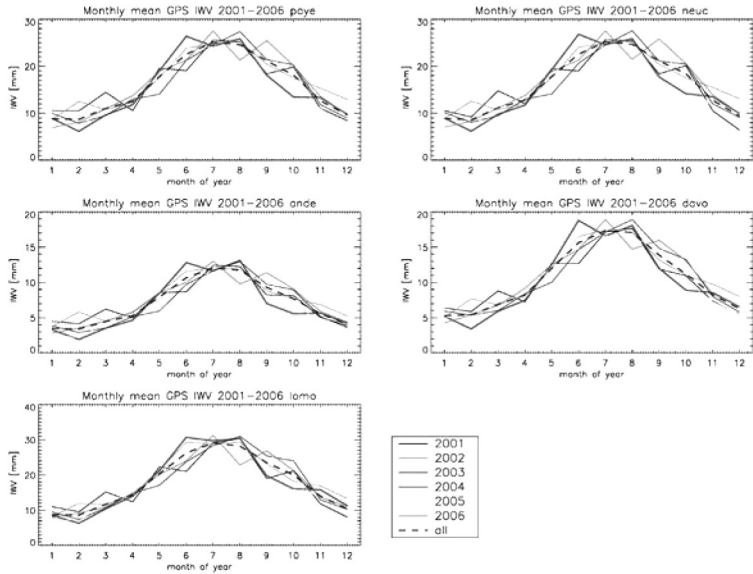 Monthly mean GPS IWV 2001–2006 paye
IWV [mm]
30
20
10
0
1 2 3 4 5 6 7 8 9 10 11 12
month of year
Monthly mean GPS IWV 2001–2006 neuc
IWV [mm]
30
20
10
0
1 2 3 4 5 6 7 8 9 10 11 12
month of year
Monthly mean GPS IWV 2001–2006 ande
IWV [mm]
20
15
10
5
0
1 2 3 4 5 6 7 8 9 10 11 12
month of year
Monthly mean GPS IWV 2001–2006 davo
IWV [mm]
20
15
10
5
0
1 2 3 4 5 6 7 8 9 10 11 12
month of year
Monthly mean GPS IWV 2001–2006 lomo
IWV [mm]
40
30
20
10
0
1 2 3 4 5 6 7 8 9 10 11 12
month of year
2001
2002
2003
2004
2005
2006
all